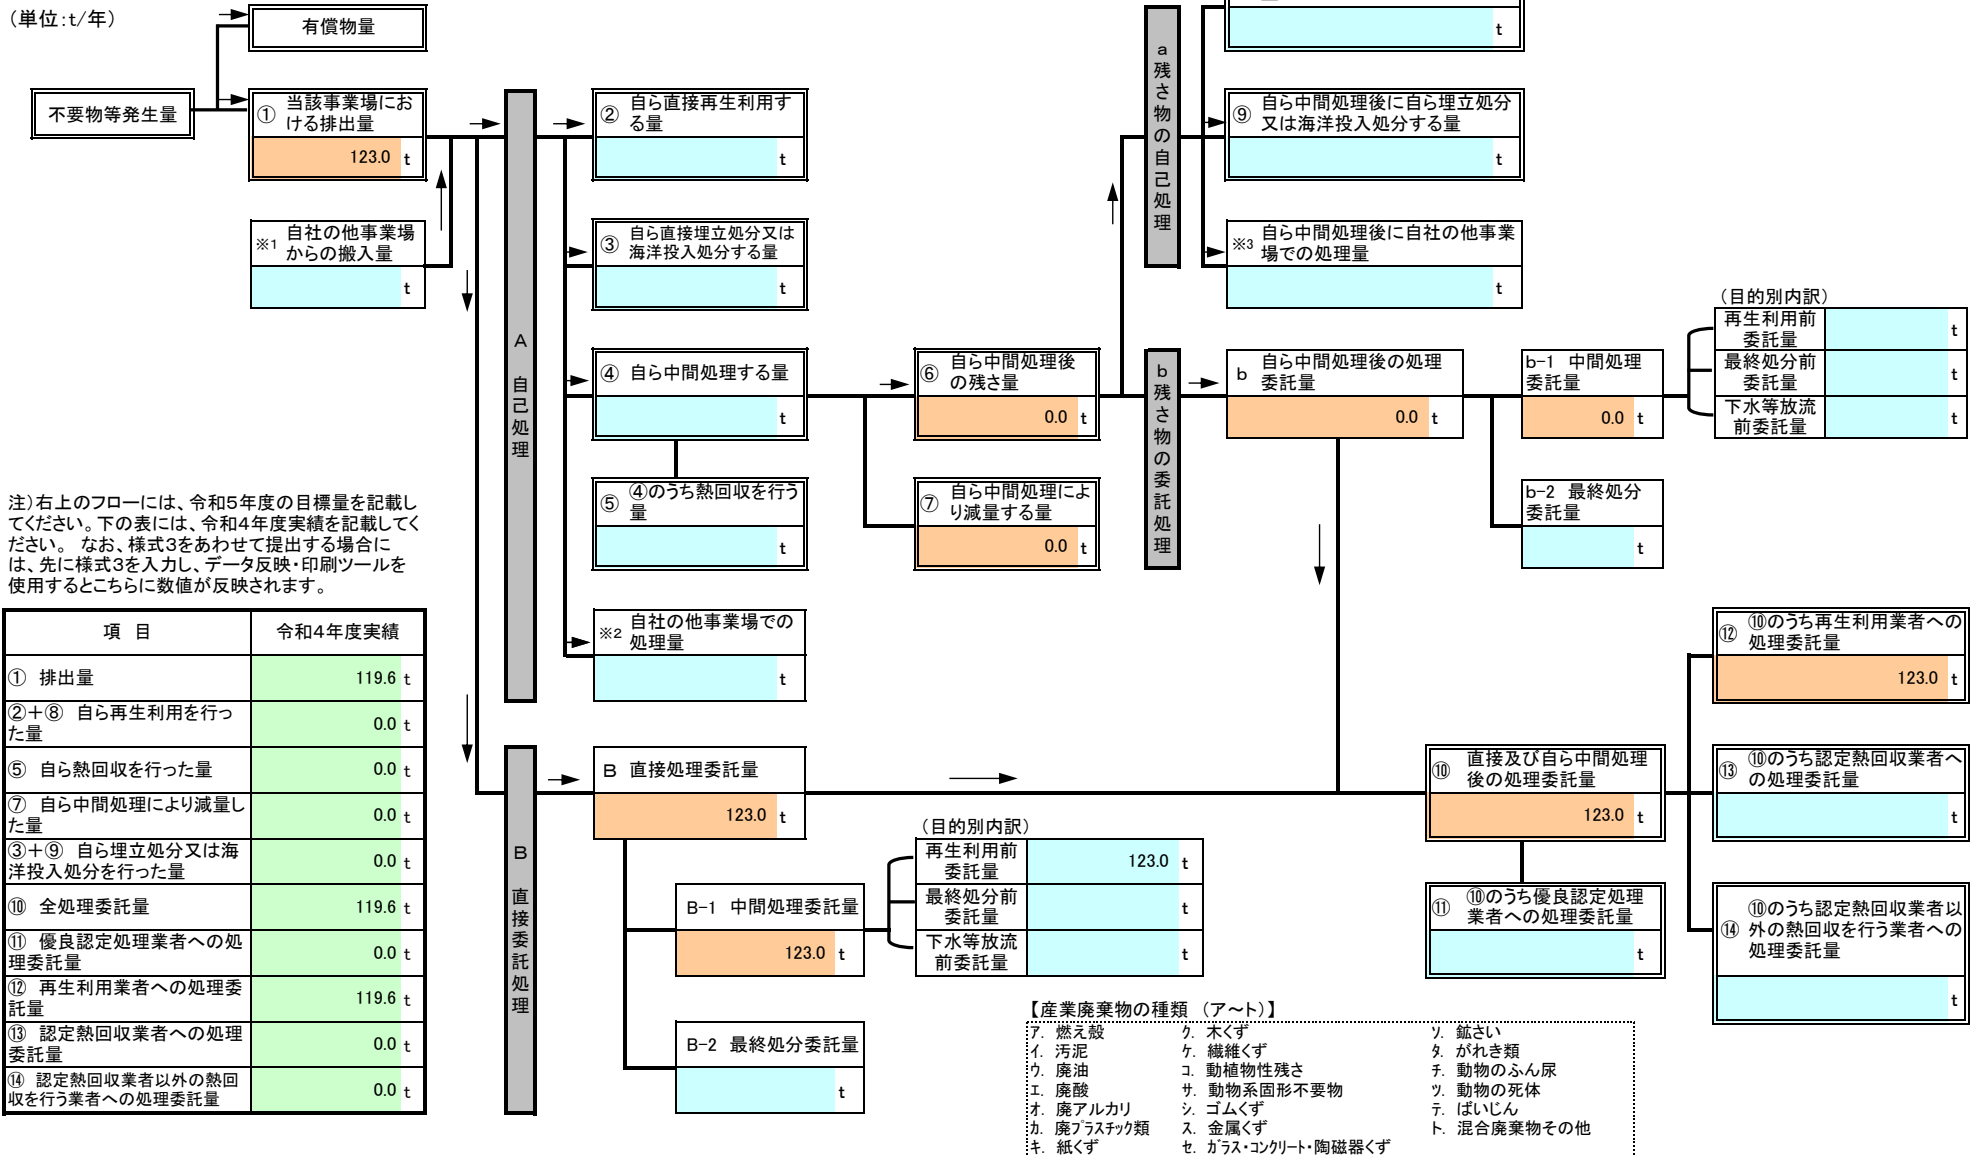 （単位：t/年）
有償物量
不要物等発生量
① 当該事業場にお
ける排出量
123.0 t
※1 自社の他事業場
からの搬入量
t
A 自己処理
② 自ら直接再生利用す
る量
t
③ 自ら直接埋立処分又は
海洋投入処分する量
t
④ 自ら中間処理する量
t
⑤ ④のうち熱回収を行う
量
t
※2 自社の他事業場での
処理量
t
⑥ 自ら中間処理後
の残さ量
0.0 t
⑦ 自ら中間処理によ
り減量する量
0.0 t
a 残さ物の自己処理
t
⑨ 自ら中間処理後に自ら埋立処分
又は海洋投入処分する量
t
※3 自ら中間処理後に自社の他事業
場での処理量
t
b 残さ物の委託処理
b 自ら中間処理後の処理
委託量
0.0 t
b-1 中間処理
委託量
0.0 t
b-2 最終処分
委託量
t
（目的別内訳）
再生利用前
委託量
t
最終処分前
委託量
t
下水等放流
前委託量
t
注）右上のフローには、令和5年度の目標量を記載し
てください。下の表には、令和4年度実績を記載してく
ださい。 なお、様式3をあわせて提出する場合に
は、先に様式3を入力し、データ反映・印刷ツールを
使用するとこちらに数値が反映されます。
項 目 令和4年度実績
① 排出量 119.6 t
②＋⑧ 自ら再生利用を行っ
た量 0.0 t
⑤ 自ら熱回収を行った量 0.0 t
⑦ 自ら中間処理により減量し
た量 0.0 t
③＋⑨ 自ら埋立処分又は海
洋投入処分を行った量 0.0 t
⑩ 全処理委託量 119.6 t
⑪ 優良認定処理業者への処
理委託量 0.0 t
⑫ 再生利用業者への処理委
託量 119.6 t
⑬ 認定熱回収業者への処理
委託量 0.0 t
⑭ 認定熱回収業者以外の熱回
収を行う業者への処理委託量 0.0 t
B 直接委託処理
B 直接処理委託量
123.0 t
B-1 中間処理委託量
123.0 t
B-2 最終処分委託量
t
（目的別内訳）
再生利用前
委託量
123.0 t
最終処分前
委託量
t
下水等放流
前委託量
t
⑩ 直接及び自ら中間処理
後の処理委託量
123.0 t
⑪ ⑩のうち優良認定処理
業者への処理委託量
t
⑫ ⑩のうち再生利用業者への
処理委託量
123.0 t
⑬ ⑩のうち認定熱回収業者へ
の処理委託量
t
⑭ ⑩のうち認定熱回収業者以
外の熱回収を行う業者への
処理委託量
t
【産業廃棄物の種類 （ア～ト）】
ｱ. 燃え殻
ｲ. 汚泥
ｳ. 廃油
ｴ. 廃酸
ｵ. 廃アルカリ
ｶ. 廃ﾌﾟﾗｽﾁｯｸ類
ｷ. 紙くず
ｸ. 木くず
ｹ. 繊維くず
ｺ. 動植物性残さ
ｻ. 動物系固形不要物
ｼ. ゴムくず
ｽ. 金属くず
ｾ. ｶﾞﾗｽ・ｺﾝｸﾘｰﾄ・陶磁器くず
ｿ. 鉱さい
ﾀ. がれき類
ﾁ. 動物のふん尿
ﾂ. 動物の死体
ﾃ. ばいじん
ﾄ. 混合廃棄物その他